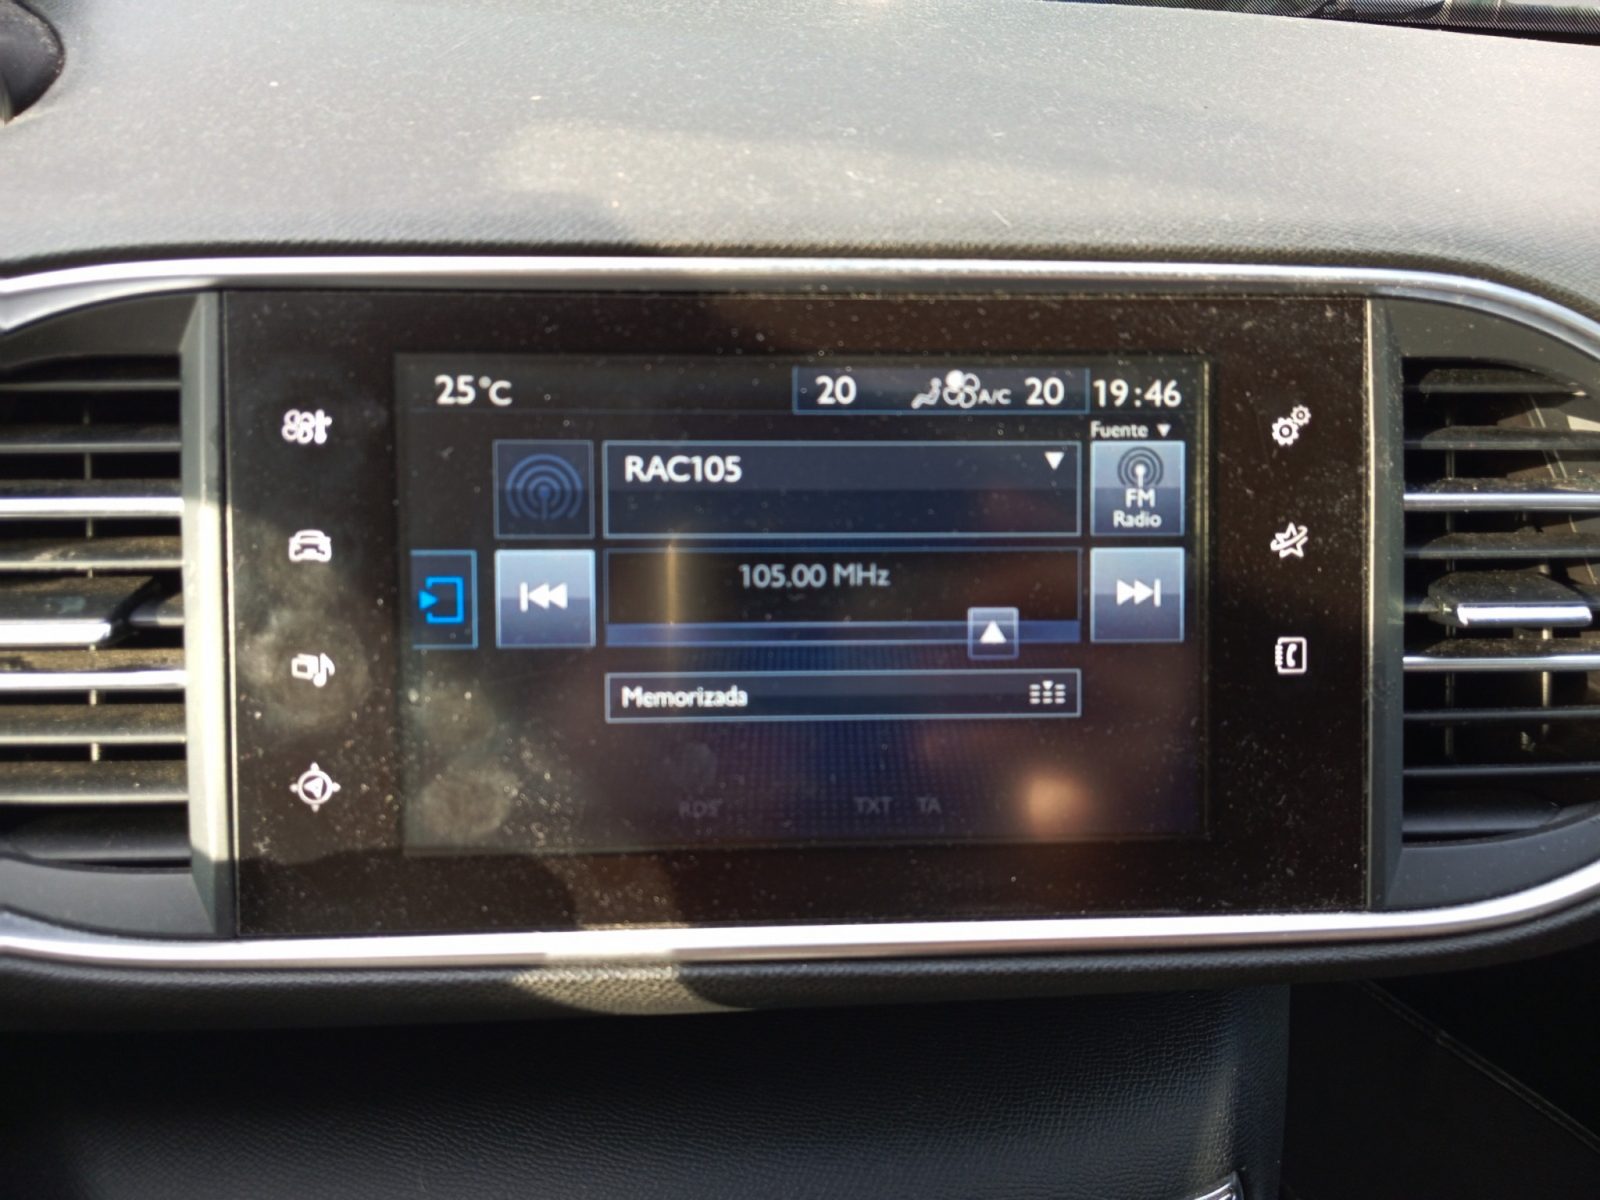 25°C 20 A/C 20 19:46
Fuente
RAC105
FM
Radio
105.00 MHz
Memorizada
RDS TXT TA